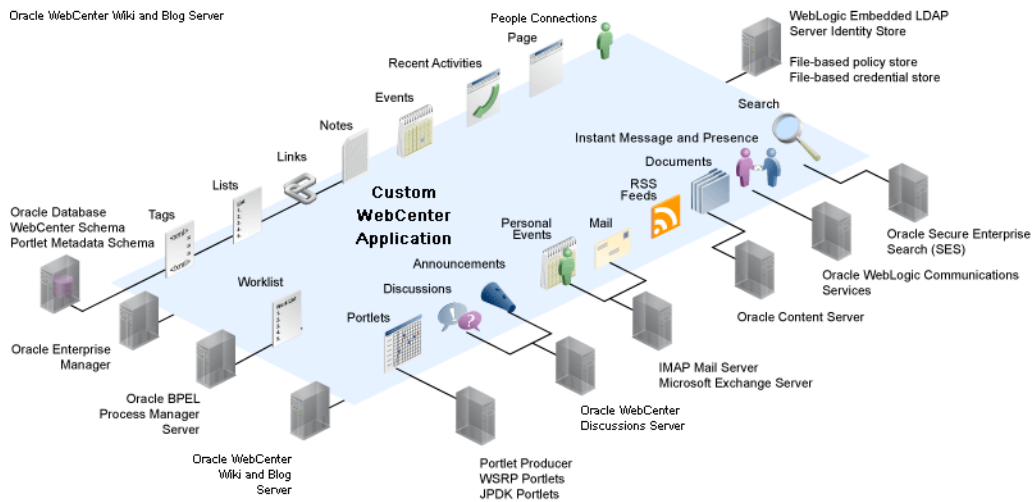 Oracle WebCenter Wiki and Blog Server
People Connections
Page
Recent Activities
Events
Notes
Links
Lists
Tags
WebLogic Embedded LDAP
Server Identity Store
File-based policy store
File-based credential store
Search
Instant Message and Presence
Documents
RSS
Feeds
Mail
Personal
Events
Announcements
Discussions
Portlets
Worklist
Custom
WebCenter
Application
Oracle Database
WebCenter Schema
Portlet Metadata Schema
Oracle Enterprise
Manager
Oracle BPEL
Process Manager
Server
Oracle WebCenter
Wiki and Blog
Server
Portlet Producer
WSRP Portlets
JPDK Portlets
Oracle WebCenter
Discussions Server
IMAP Mail Server
Microsoft Exchange Server
Oracle Content Server
Oracle WebLogic Communications
Services
Oracle Secure Enterprise
Search (SES)